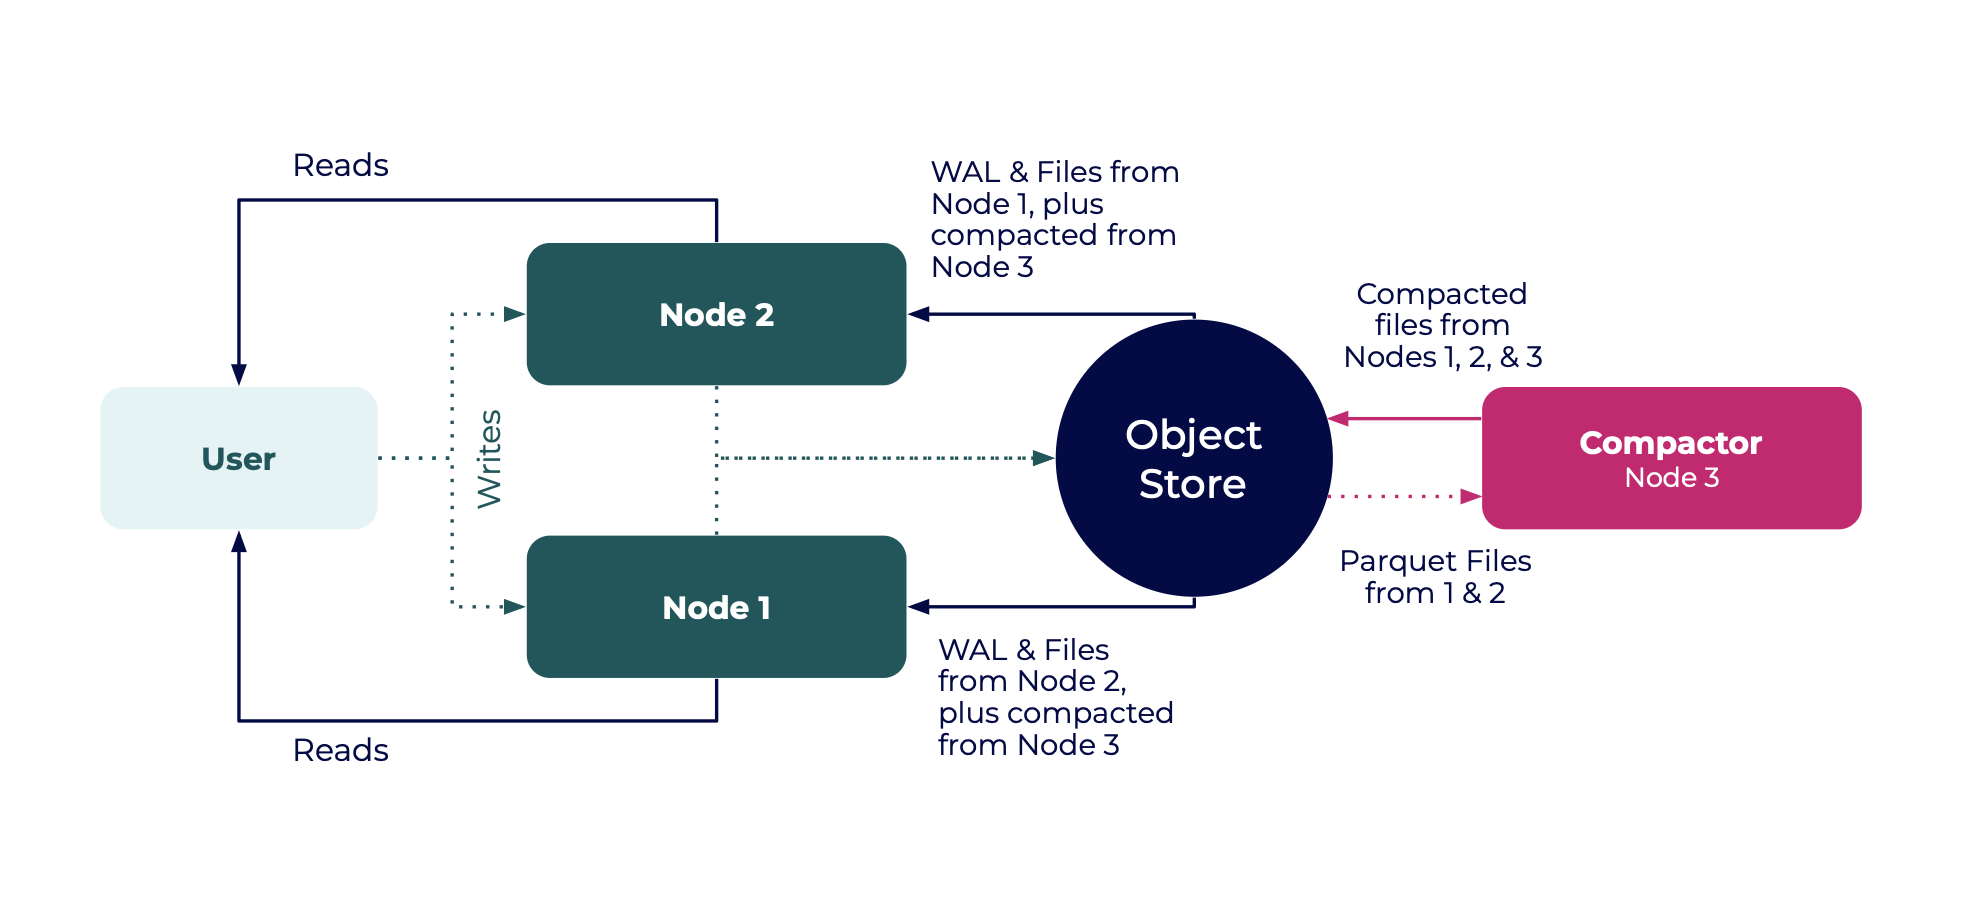 Reads
WAL & Files from
Node 1, plus
compacted from
Node 3
Node 2
Compacted
files from
Nodes 1, 2, & 3
User
Writes
Object
Store
Compactor
Node 3
Parquet Files
from 1 & 2
Node 1
WAL & Files
from Node 2,
plus compacted
from Node 3
Reads